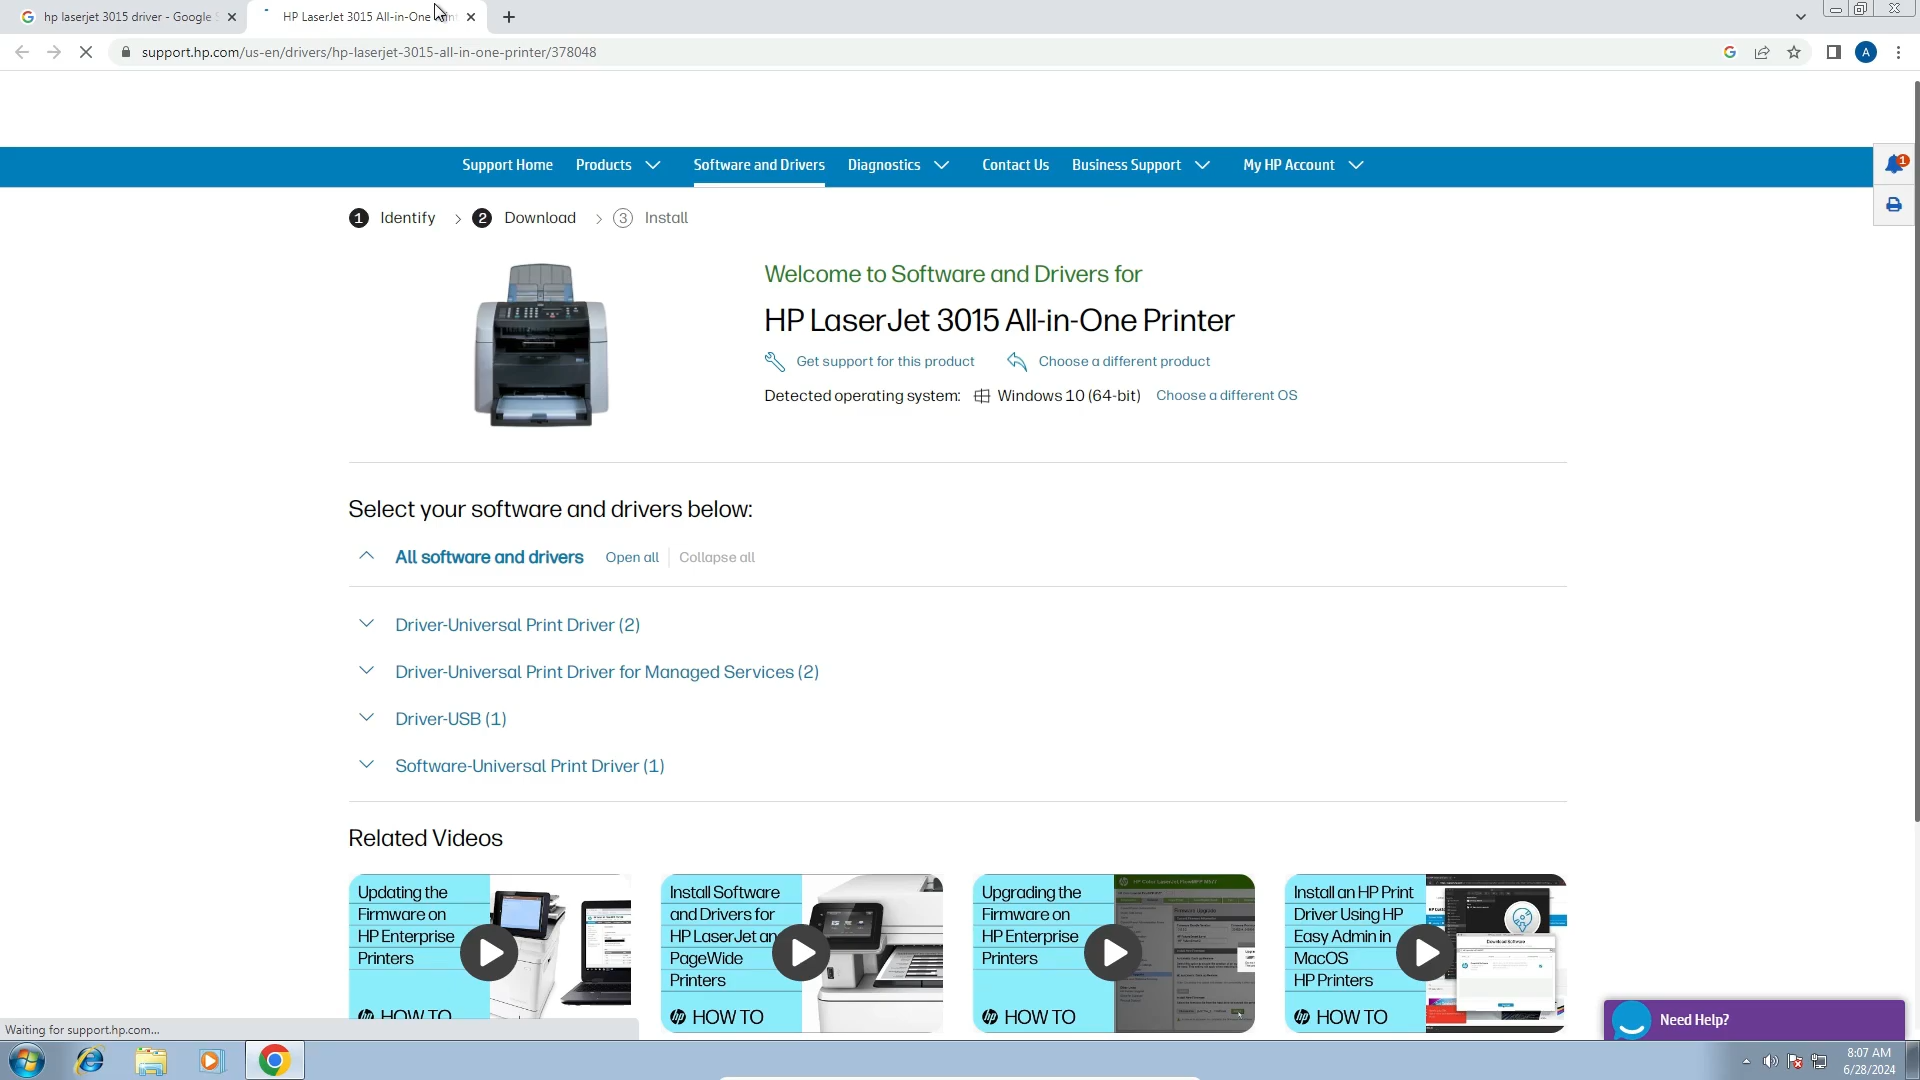 hp laserjet 3015 driver - Google S
HP LaserJet 3015 All-in-One
support.hp.com/us-en/drivers/hp-laserjet-3015-all-in-one-printer/378048
A
Support Home
Products
Software and Drivers
Diagnostics
Contact Us
Business Support
My HP Account
1
1 Identify
2 Download
3 Install
Welcome to Software and Drivers for
HP LaserJet 3015 All-in-One Printer
Get support for this product
Choose a different product
Detected operating system: Windows 10 (64-bit) Choose a different OS
Select your software and drivers below:
All software and drivers Open all Collapse all
Driver-Universal Print Driver (2)
Driver-Universal Print Driver for Managed Services (2)
Driver-USB (1)
Software-Universal Print Driver (1)
Related Videos
Updating the
Firmware on
HP Enterprise
Printers
hp HOW TO
Install Software
and Drivers for
HP LaserJet an
PageWide
Printers
hp HOW TO
Upgrading the
Firmware on
HP Enterprise
Printers
hp HOW TO
Install an HP Print
Driver Using HP
Easy Admin in
MacOS
HP Printers
hp HOW TO
Need Help?
Waiting for support.hp.com...
8:07 AM
6/28/2024